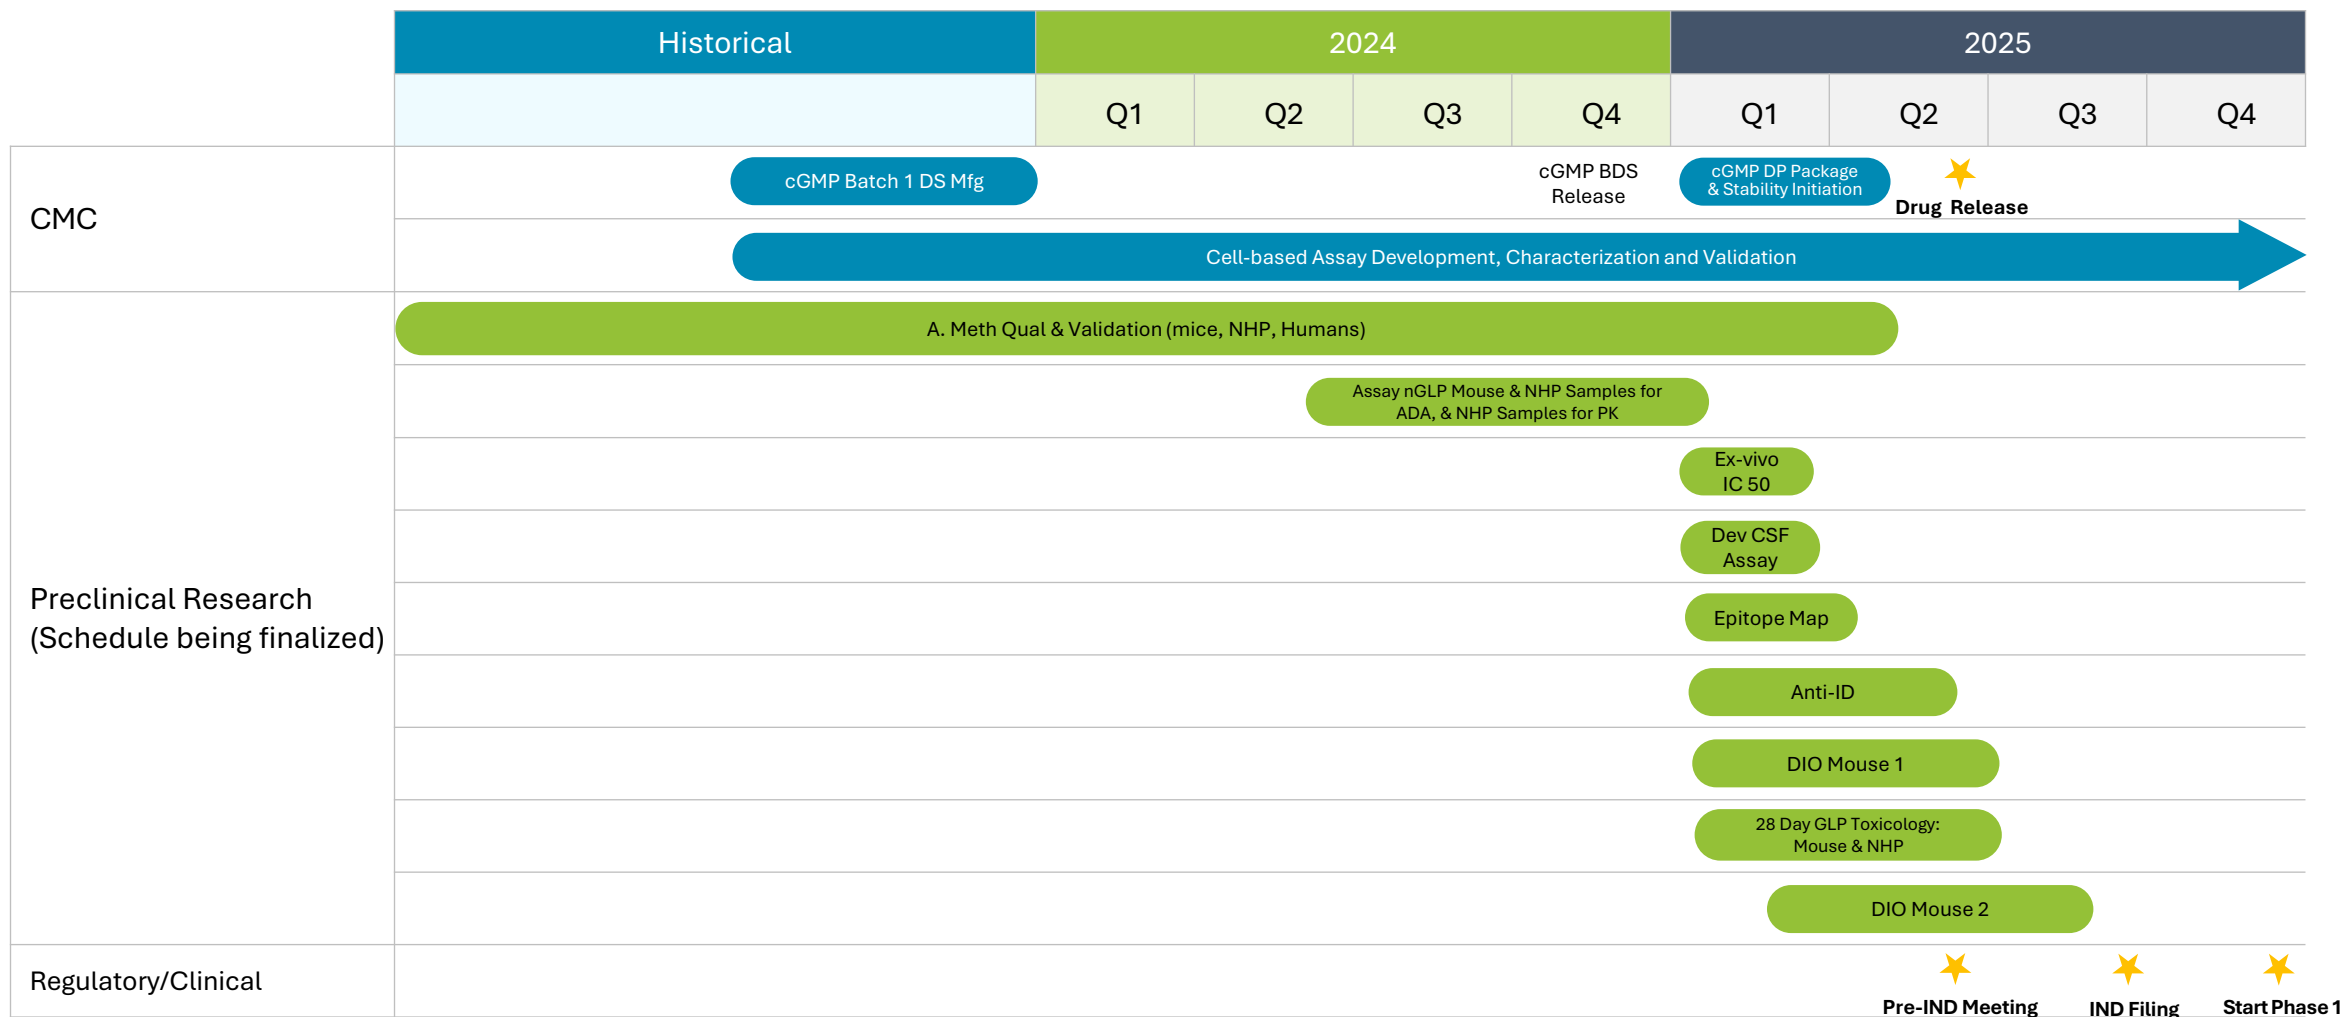 Historical
2024
2025
Q1
Q2
Q3
Q4
Q1
Q2
Q3
Q4
CMC
cGMP Batch 1 DS Mfg
cGMP BDS
Release
cGMP DP Package
& Stability Initiation
Drug Release
Cell-based Assay Development, Characterization and Validation
Preclinical Research
(Schedule being finalized)
A. Meth Qual & Validation (mice, NHP, Humans)
Assay nGLP Mouse & NHP Samples for
ADA, & NHP Samples for PK
Ex-vivo
IC 50
Dev CSF
Assay
Epitope Map
Anti-ID
DIO Mouse 1
28 Day GLP Toxicology:
Mouse & NHP
DIO Mouse 2
Regulatory/Clinical
Pre-IND Meeting
IND Filing
Start Phase 1